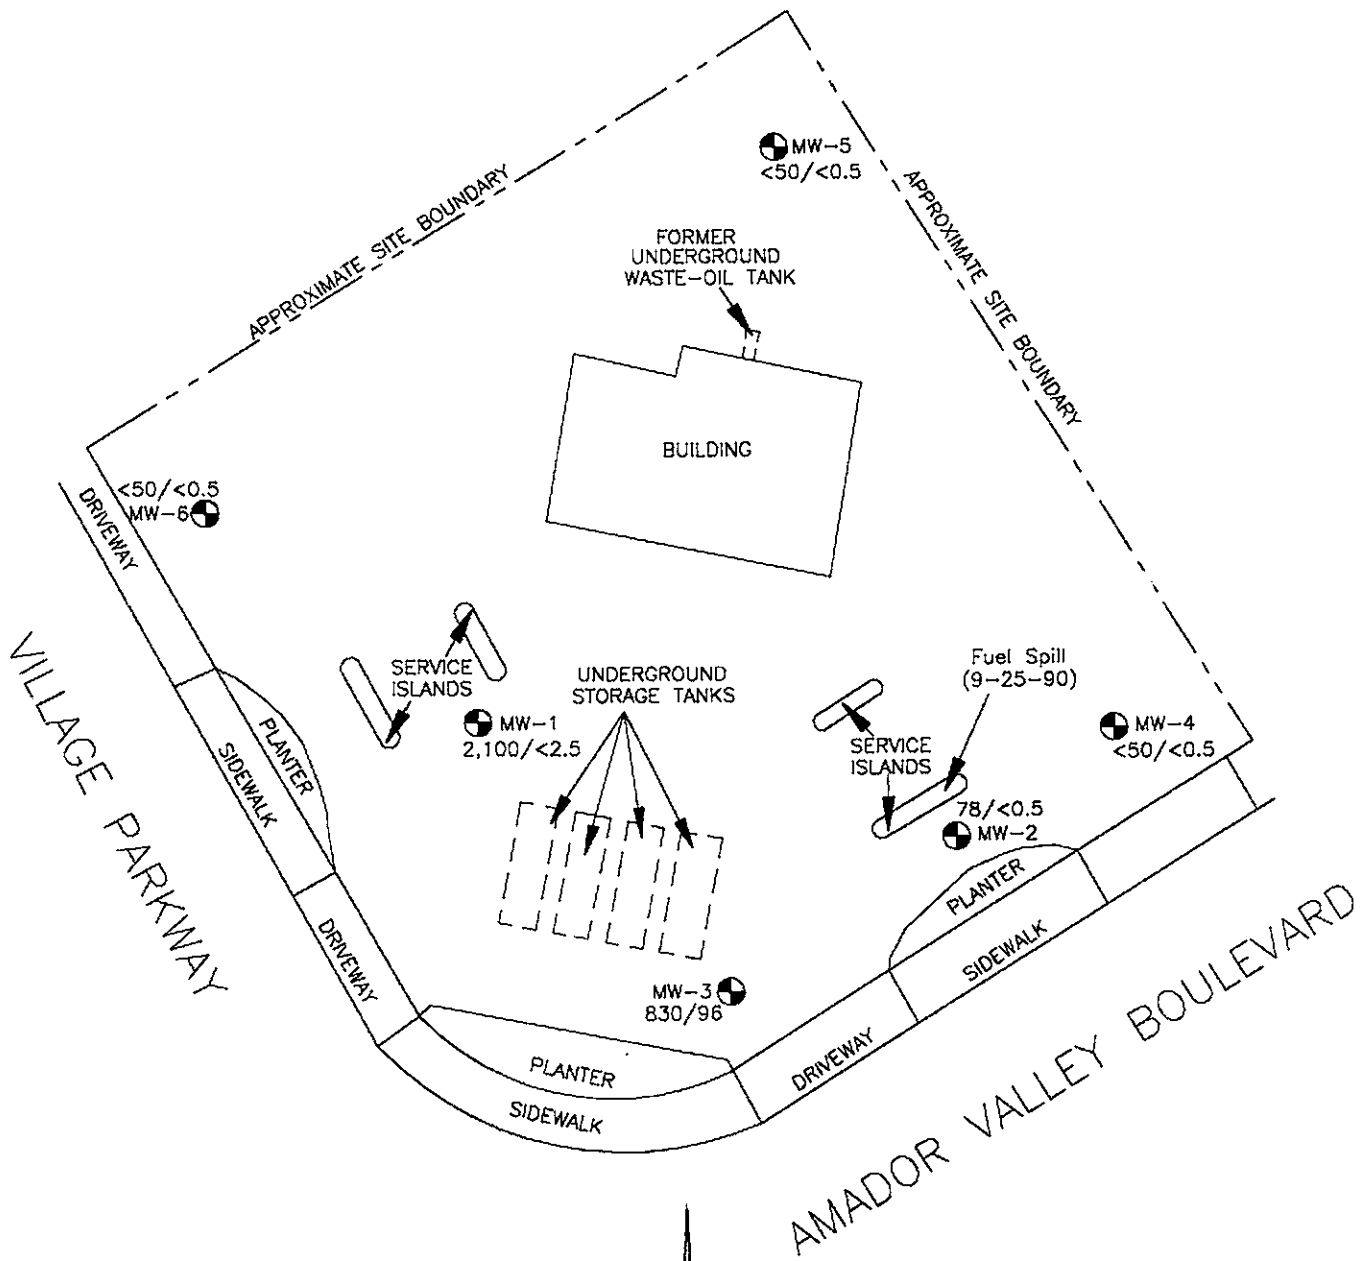 MW-5
<50/<0.5
APPROXIMATE SITE BOUNDARY
APPROXIMATE SITE BOUNDARY
FORMER
UNDERGROUND
WASTE-OIL TANK
BUILDING
<50/<0.5
MW-6
DRIVEWAY
VILLAGE PARKWAY
SERVICE
ISLANDS
UNDERGROUND
STORAGE TANKS
Fuel Spill
(9-25-90)
MW-1
2,100/<2.5
SERVICE
ISLANDS
MW-4
<50/<0.5
PLANTER
SIDEWALK
78/<0.5
MW-2
PLANTER
SIDEWALK
DRIVEWAY
MW-3
830/96
PLANTER
SIDEWALK
DRIVEWAY
AMADOR VALLEY BOULEVARD